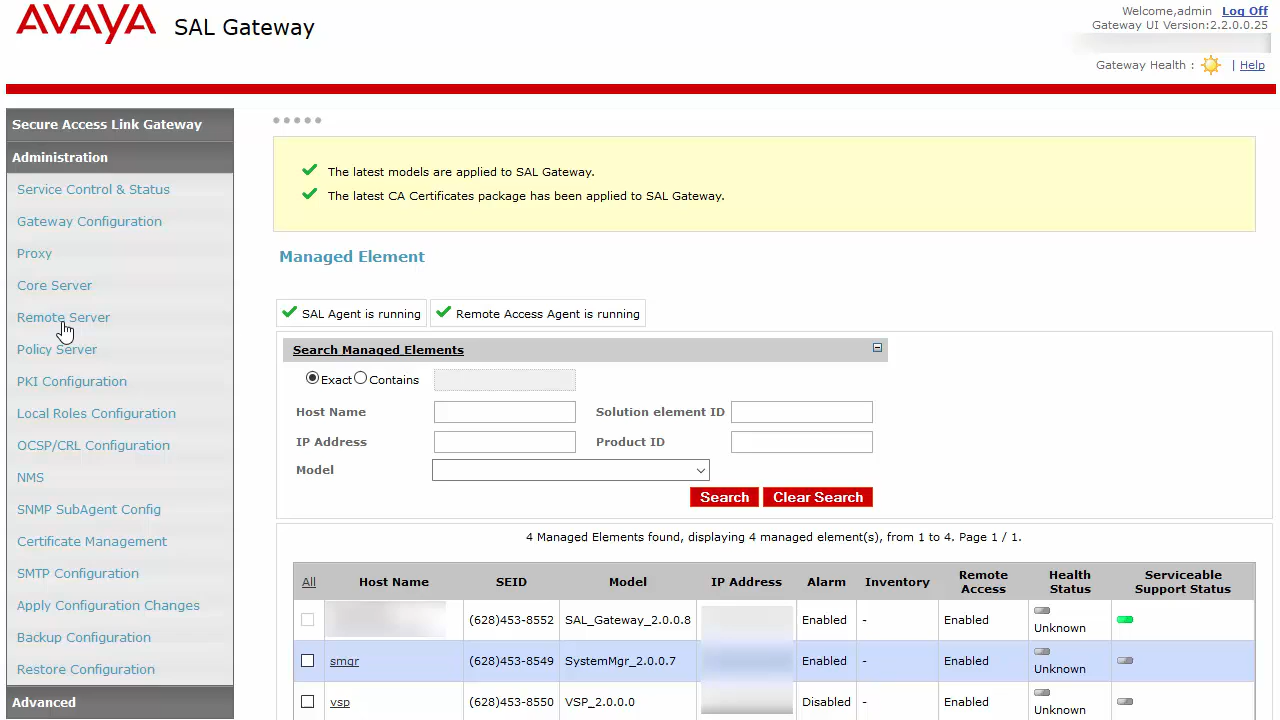 AVAYA SAL Gateway
Welcome,admin Log Off
Gateway UI Version:2.2.0.0.25
Gateway Health : | Help
Secure Access Link Gateway
Administration
Service Control & Status
Gateway Configuration
Proxy
Core Server
Remote Server
Policy Server
PKI Configuration
Local Roles Configuration
OCSP/CRL Configuration
NMS
SNMP SubAgent Config
Certificate Management
SMTP Configuration
Apply Configuration Changes
Backup Configuration
Restore Configuration
Advanced
The latest models are applied to SAL Gateway.
The latest CA Certificates package has been applied to SAL Gateway.
Managed Element
SAL Agent is running Remote Access Agent is running
Search Managed Elements
Exact Contains
Host Name Solution element ID
IP Address Product ID
Model
Search Clear Search
4 Managed Elements found, displaying 4 managed element(s), from 1 to 4. Page 1 / 1.
All Host Name SEID Model IP Address Alarm Inventory Remote Access Health Status Serviceable Support Status
(628)453-8552 SAL_Gateway_2.0.0.8 Enabled - Enabled Unknown
smgr (628)453-8549 SystemMgr_2.0.0.7 Enabled - Enabled Unknown
vsp (628)453-8550 VSP_2.0.0.0 Disabled - Enabled Unknown